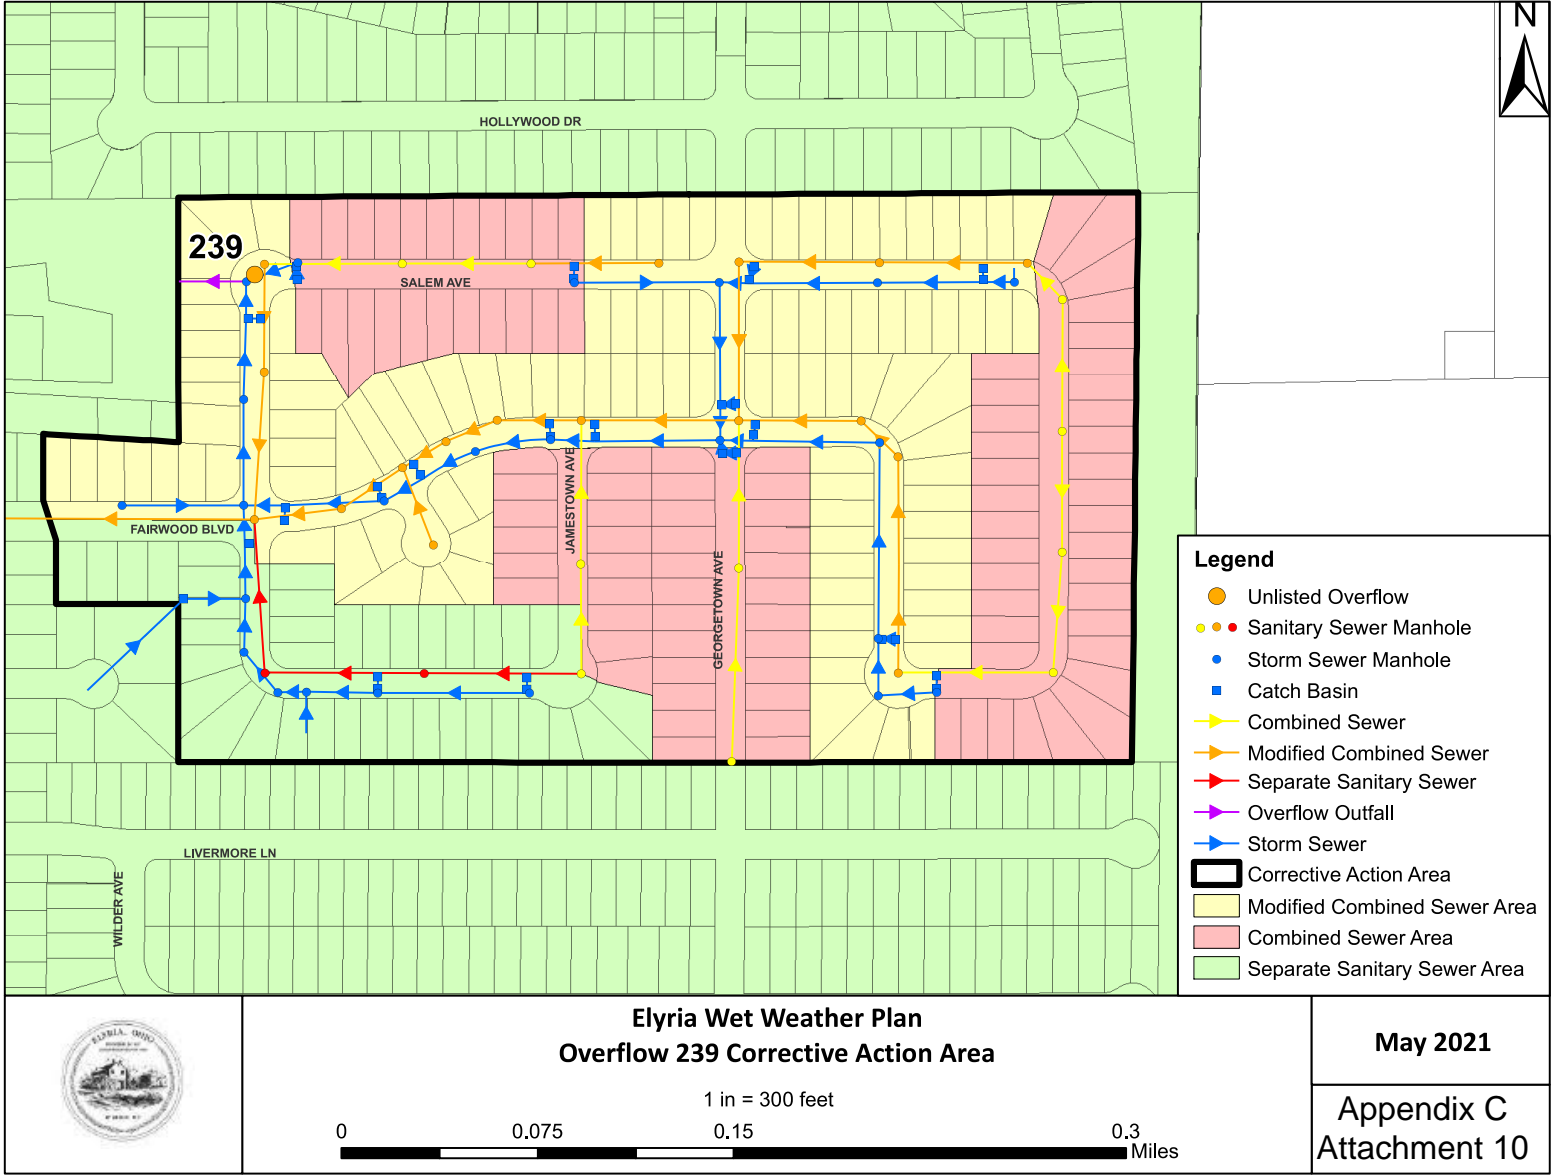 N
HOLLYWOOD DR
239
SALEM AVE
FAIRWOOD BLVD
JAMESTOWN AVE
GEORGETOWN AVE
LIVERMORE LN
WILDER AVE
Legend
Unlisted Overflow
Sanitary Sewer Manhole
Storm Sewer Manhole
Catch Basin
Combined Sewer
Modified Combined Sewer
Separate Sanitary Sewer
Overflow Outfall
Storm Sewer
Corrective Action Area
Modified Combined Sewer Area
Combined Sewer Area
Separate Sanitary Sewer Area
ELYRIA, OHIO
Elyria Wet Weather Plan
Overflow 239 Corrective Action Area
1 in = 300 feet
0 0.075 0.15 0.3
Miles
May 2021
Appendix C
Attachment 10